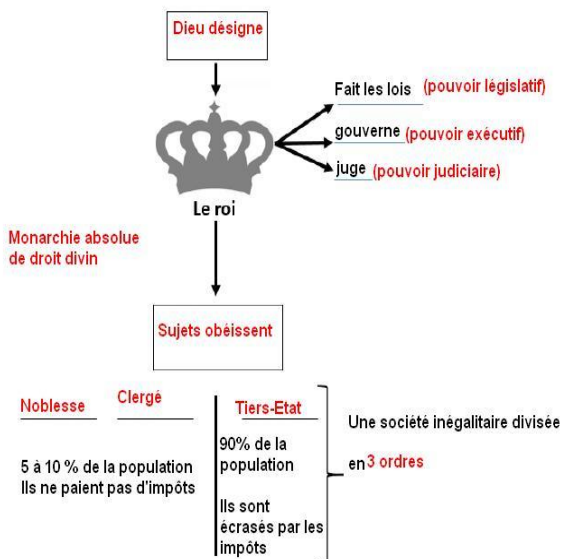 Dieu désigne
Fait les lois (pouvoir législatif)
gouverne (pouvoir exécutif)
juge (pouvoir judiciaire)
Le roi
Monarchie absolue
de droit divin
Sujets obéissent
Noblesse Clergé Tiers-Etat
5 à 10 % de la population
Ils ne paient pas d'impôts
90% de la
population
Ils sont
écrasés par les
impôts
Une société inégalitaire divisée
en 3 ordres